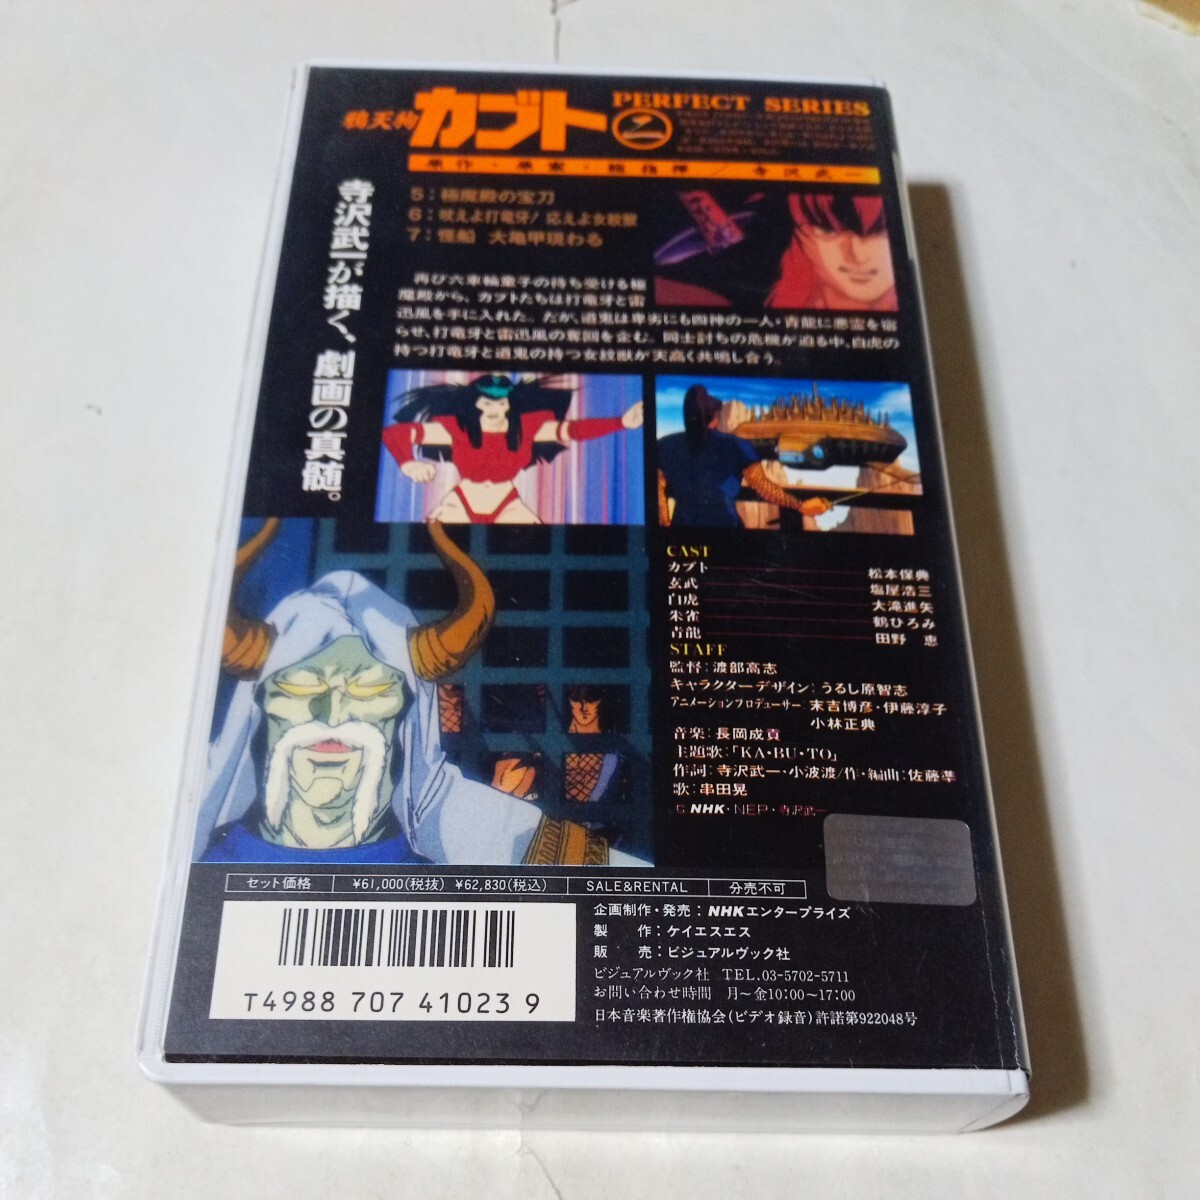 鴉天狗カブト
PERFECT SERIES
2
原作・原案・総指揮／寺沢武一
寺沢武一が描く、劇画の真髄。
5：極魔殿の宝刀
6：吠えよ打竜牙！応えよ女蛟獣
7：怪船 大亀甲現わる
再び六車輪童子の待ち受ける極
魔殿から、カブトたちは打竜牙と雷
迅風を手に入れた。だが、道鬼は卑劣にも四神の一人・青龍に悪霊を宿
らせ、打竜牙と雷迅風の奪回を企む。同士討ちの危機が迫る中、白虎の
持つ打竜牙と道鬼の持つ女蛟獣が天高く共鳴し合う。
CAST
カブト 松本保典
玄武 塩屋浩三
白虎 大滝進矢
朱雀 鶴ひろみ
青龍 田野 恵
STAFF
監督：渡部高志
キャラクターデザイン：うるし原智志
アニメーションプロデューサー：末吉博彦・伊藤淳子
小林正典
音楽：長岡成貢
主題歌：「KA・BU・TO」
作詞：寺沢武一・小波渡/作・編曲：佐藤準
歌：串田晃
© NHK・NEP・寺沢武一
セット価格 ¥61,000(税抜) ¥62,830(税込) SALE&RENTAL 分売不可
企画制作・発売：NHKエンタープライズ
製 作：ケイエスエス
販 売：ビジュアルヴック社
ビジュアルヴック社 TEL.03-5702-5711
お問い合わせ時間 月～金10:00～17:00
日本音楽著作権協会(ビデオ録音)許諾第922048号
T4988 707 41023 9